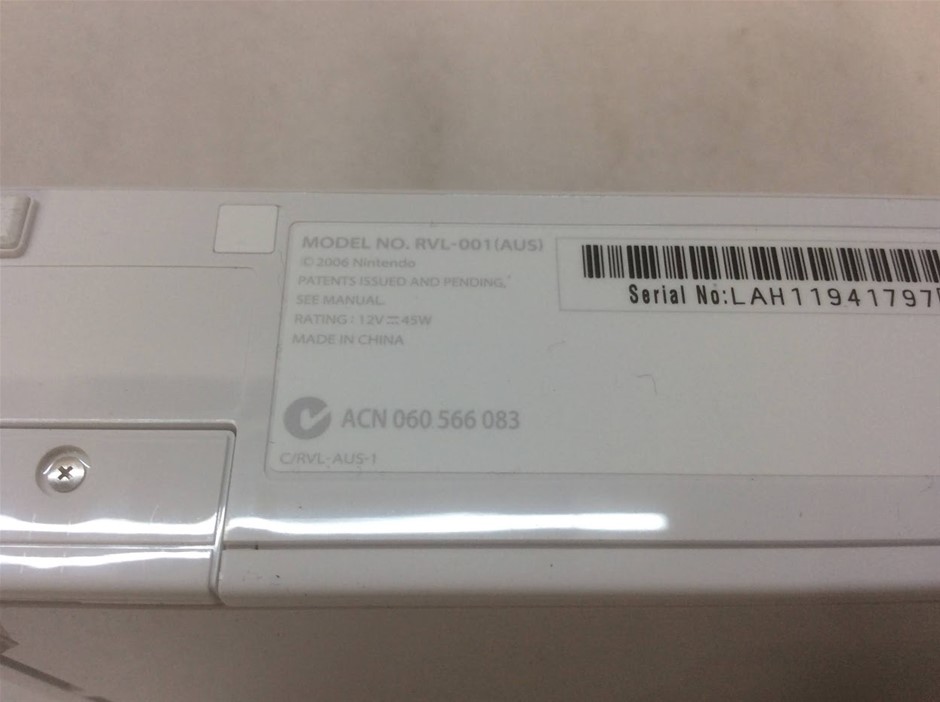 MODEL NO. RVL-001(AUS)
© 2006 Nintendo
PATENTS ISSUED AND PENDING,
SEE MANUAL.
RATING : 12V ⎓ 45W
MADE IN CHINA
ACN 060 566 083
C/RVL-AUS-1
Serial No:LAH11941797